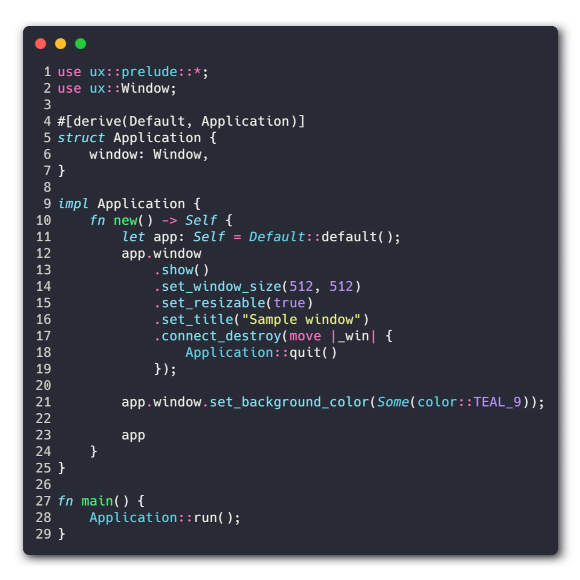 1 use ux::prelude::*;
2 use ux::Window;
3
4 #[derive(Default, Application)]
5 struct Application {
6     window: Window,
7 }
8
9 impl Application {
10     fn new() -> Self {
11         let app: Self = Default::default();
12         app.window
13             .show()
14             .set_window_size(512, 512)
15             .set_resizable(true)
16             .set_title("Sample window")
17             .connect_destroy(move |_win| {
18                 Application::quit()
19             });
20
21         app.window.set_background_color(Some(color::TEAL_9));
22
23         app
24     }
25 }
26
27 fn main() {
28     Application::run();
29 }